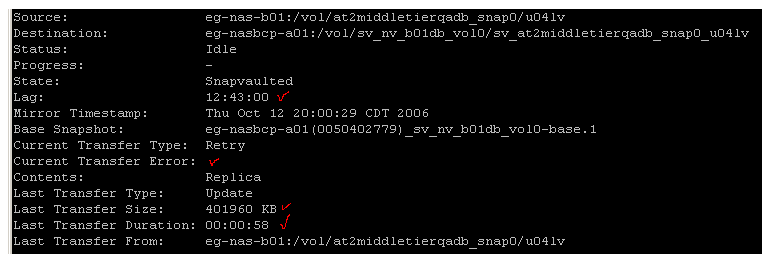 Source: eg-nas-b01:/vol/at2middletierqadb_snap0/u04lv
Destination: eg-nasbcp-a01:/vol/sv_nv_b01db_vol0/sv_at2middletierqadb_snap0_u04lv
Status: Idle
Progress: -
State: Snapvaulted
Lag: 12:43:00
Mirror Timestamp: Thu Oct 12 20:00:29 CDT 2006
Base Snapshot: eg-nasbcp-a01(0050402779)_sv_nv_b01db_vol0-base.1
Current Transfer Type: Retry
Current Transfer Error:
Contents: Replica
Last Transfer Type: Update
Last Transfer Size: 401960 KB
Last Transfer Duration: 00:00:58
Last Transfer From: eg-nas-b01:/vol/at2middletierqadb_snap0/u04lv